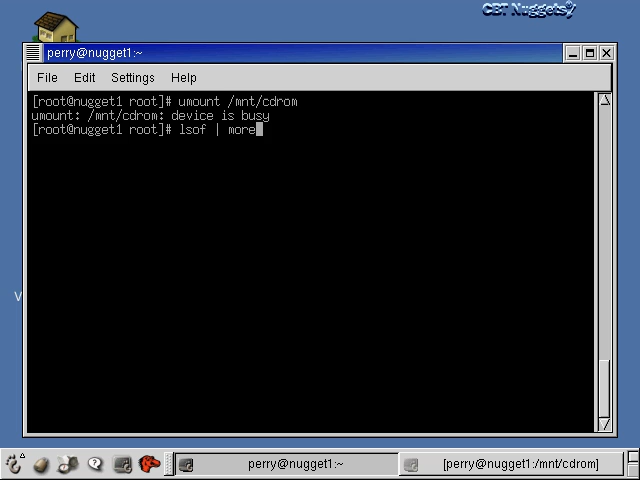 CBT Nuggets
perry@nugget1:~
File Edit Settings Help
[root@nugget1 root]# umount /mnt/cdrom
umount: /mnt/cdrom: device is busy
[root@nugget1 root]# lsof | more
V
perry@nugget1:~
[perry@nugget1:/mnt/cdrom]